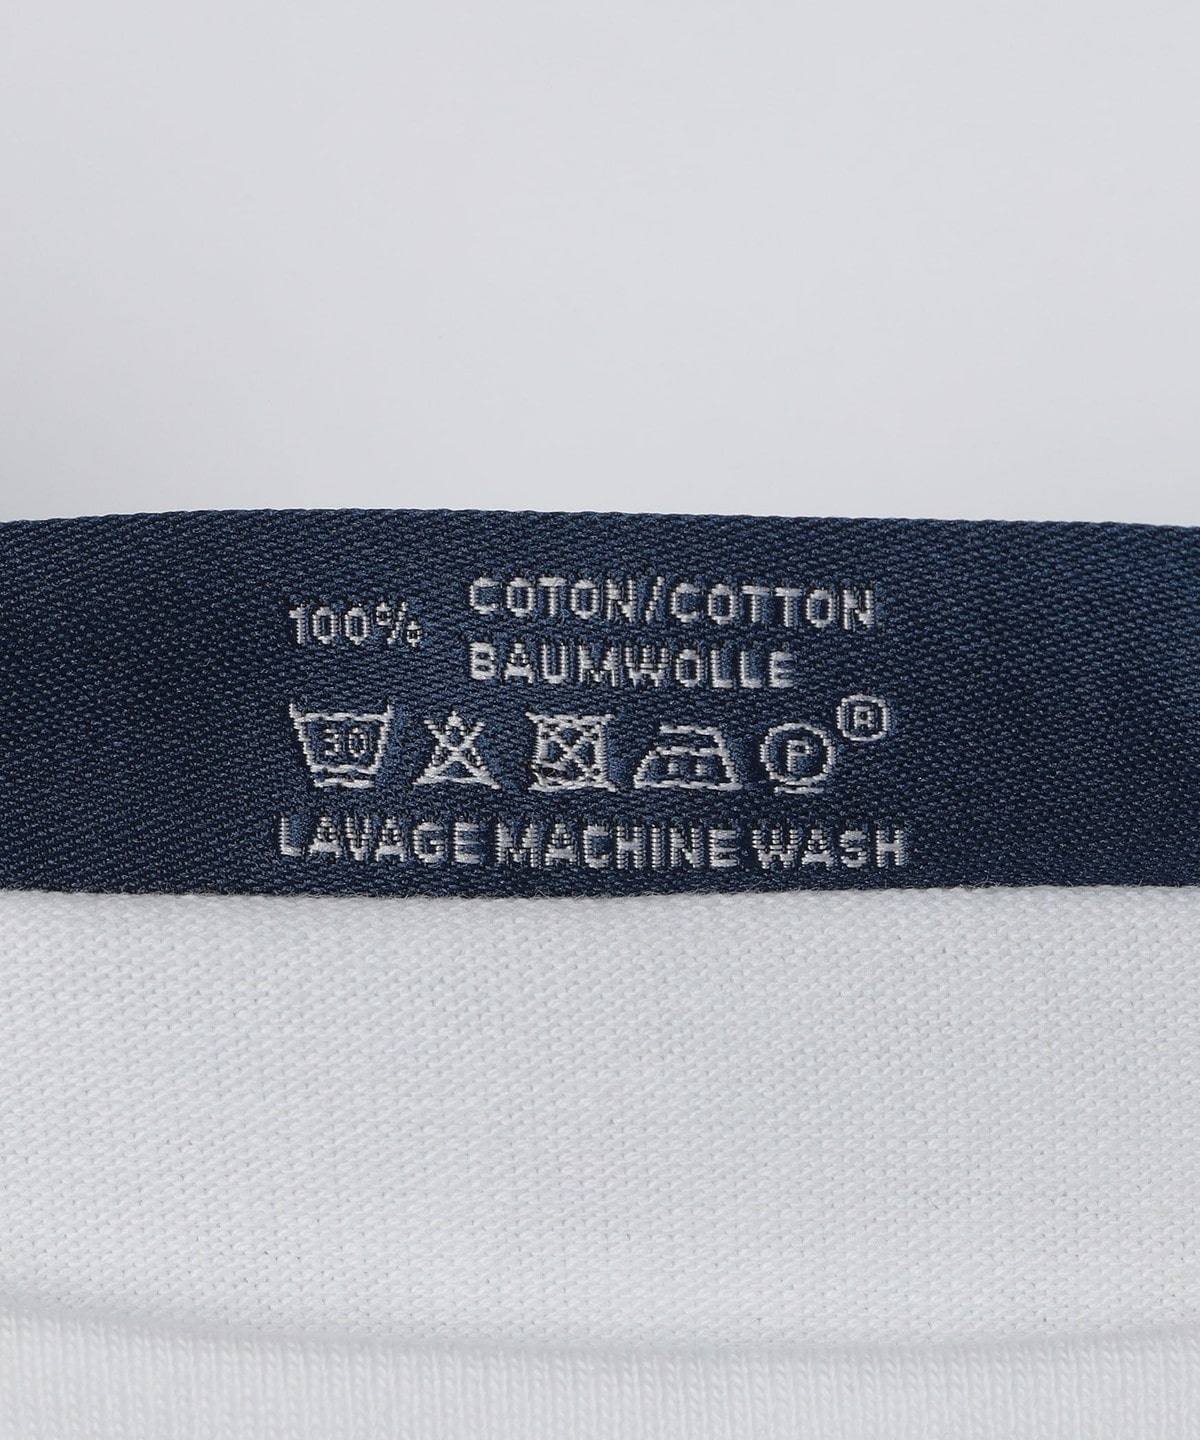 100% COTON/COTTON
BAUMWOLLE
30 P ®
LAVAGE MACHINE WASH